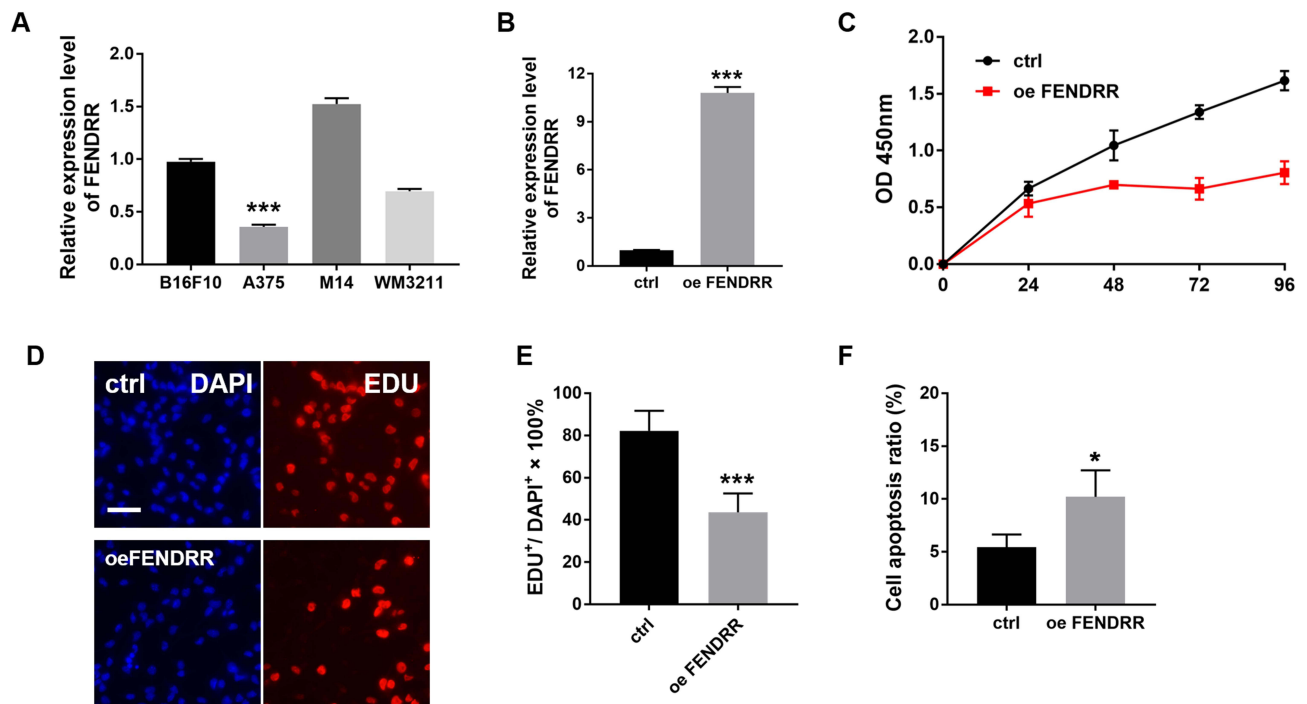 A
Relative expression level
of FENDRR
2.0
1.5
1.0
0.5
0.0
***
B16F10 A375 M14 WM3211
B
Relative expression level
of FENDRR
12
9
6
3
0
***
ctrl oe FENDRR
C
OD 450nm
2.0
1.5
1.0
0.5
0.0
ctrl
oe FENDRR
0 24 48 72 96
D
ctrl DAPI EDU
oeFENDRR
E
EDU⁺/ DAPI⁺ × 100%
100
80
60
40
20
0
***
ctrl
oe FENDRR
F
Cell apoptosis ratio (%)
20
15
10
5
0
*
ctrl oe FENDRR